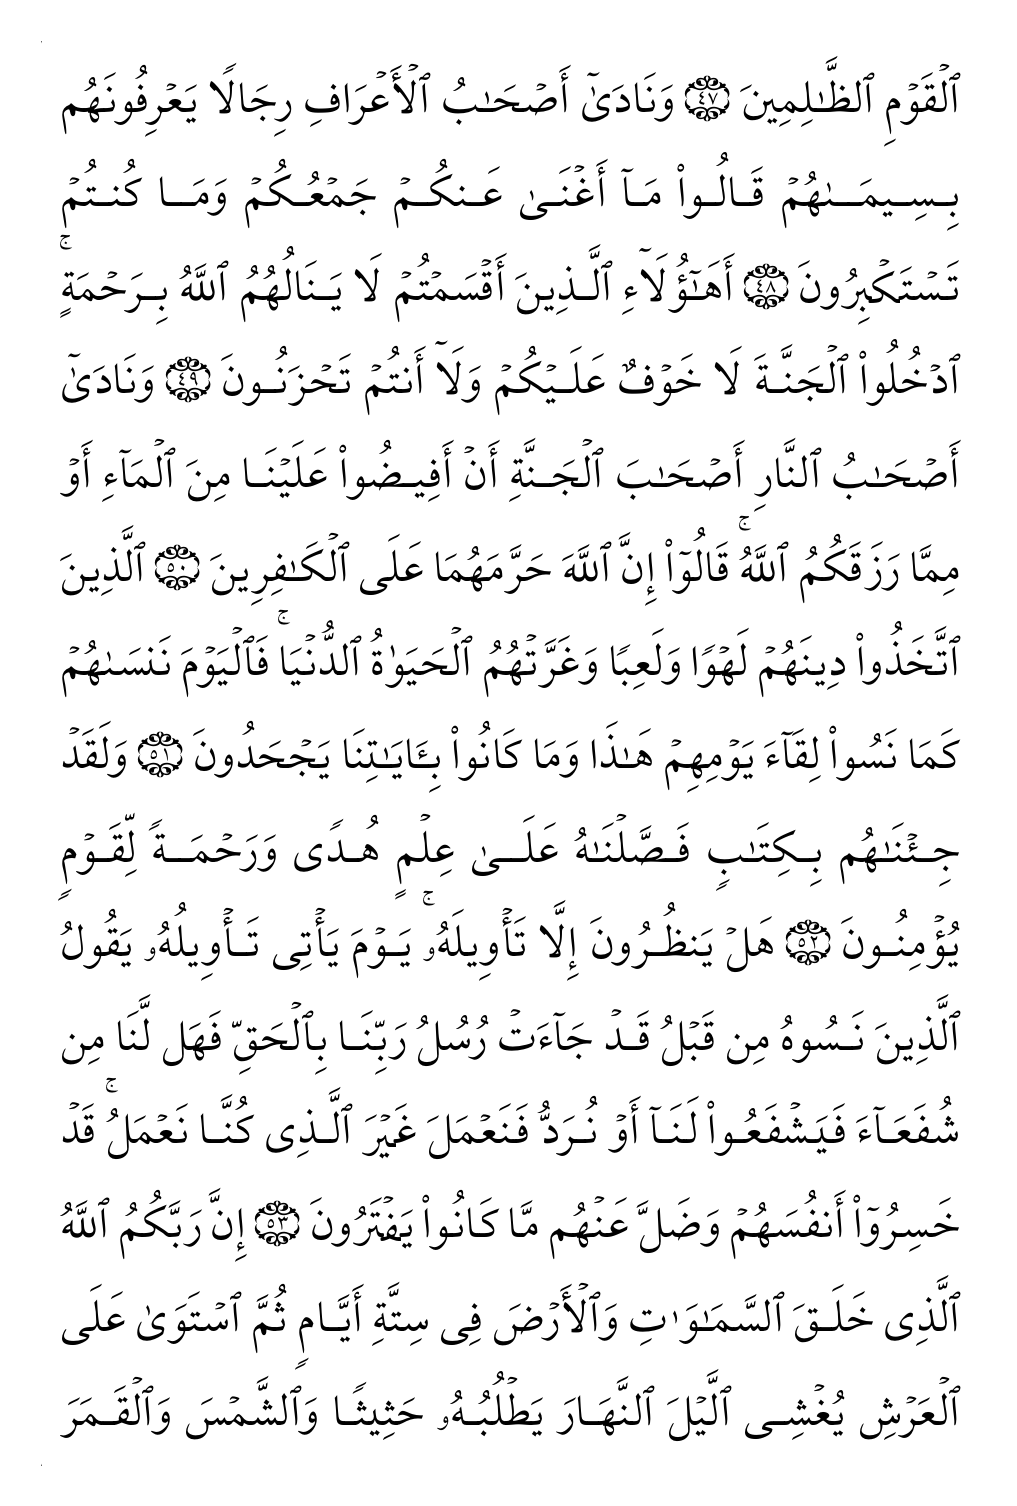 ٱلۡقَوۡمِ ٱلظَّـٰلِمِينَ ٤٧ وَنَادَىٰٓ أَصۡحَـٰبُ ٱلۡأَعۡرَافِ رِجَالًا يَعۡرِفُونَهُم
بِسِيمَـٰهُمۡ قَالُواْ مَآ أَغۡنَىٰ عَنكُمۡ جَمۡعُكُمۡ وَمَا كُنتُمۡ
تَسۡتَكۡبِرُونَ ٤٨ أَهَـٰٓؤُلَآءِ ٱلَّذِينَ أَقۡسَمۡتُمۡ لَا يَنَالُهُمُ ٱللَّهُ بِرَحۡمَةٍۚ
ٱدۡخُلُواْ ٱلۡجَنَّةَ لَا خَوۡفٌ عَلَيۡكُمۡ وَلَآ أَنتُمۡ تَحۡزَنُونَ ٤٩ وَنَادَىٰٓ
أَصۡحَـٰبُ ٱلنَّارِ أَصۡحَـٰبَ ٱلۡجَنَّةِ أَنۡ أَفِيضُواْ عَلَيۡنَا مِنَ ٱلۡمَآءِ أَوۡ
مِمَّا رَزَقَكُمُ ٱللَّهُۚ قَالُوٓاْ إِنَّ ٱللَّهَ حَرَّمَهُمَا عَلَى ٱلۡكَـٰفِرِينَ ٥٠ ٱلَّذِينَ
ٱتَّخَذُواْ دِينَهُمۡ لَهۡوًا وَلَعِبًا وَغَرَّتۡهُمُ ٱلۡحَيَوٰةُ ٱلدُّنۡيَاۚ فَٱلۡيَوۡمَ نَنسَىٰهُمۡ
كَمَا نَسُواْ لِقَآءَ يَوۡمِهِمۡ هَـٰذَا وَمَا كَانُواْ بِـَٔايَـٰتِنَا يَجۡحَدُونَ ٥١ وَلَقَدۡ
جِئۡنَـٰهُم بِكِتَـٰبٍ فَصَّلۡنَـٰهُ عَلَىٰ عِلۡمٍ هُدًى وَرَحۡمَةً لِّقَوۡمٍ
يُؤۡمِنُونَ ٥٢ هَلۡ يَنظُرُونَ إِلَّا تَأۡوِيلَهُۥۚ يَوۡمَ يَأۡتِى تَأۡوِيلُهُۥ يَقُولُ
ٱلَّذِينَ نَسُوهُ مِن قَبۡلُ قَدۡ جَآءَتۡ رُسُلُ رَبِّنَا بِٱلۡحَقِّ فَهَل لَّنَا مِن
شُفَعَآءَ فَيَشۡفَعُواْ لَنَآ أَوۡ نُرَدُّ فَنَعۡمَلَ غَيۡرَ ٱلَّذِى كُنَّا نَعۡمَلُۚ قَدۡ
خَسِرُوٓاْ أَنفُسَهُمۡ وَضَلَّ عَنۡهُم مَّا كَانُواْ يَفۡتَرُونَ ٥٣ إِنَّ رَبَّكُمُ ٱللَّهُ
ٱلَّذِى خَلَقَ ٱلسَّمَـٰوَٰتِ وَٱلۡأَرۡضَ فِى سِتَّةِ أَيَّامٍ ثُمَّ ٱسۡتَوَىٰ عَلَى
ٱلۡعَرۡشِ يُغۡشِى ٱلَّيۡلَ ٱلنَّهَارَ يَطۡلُبُهُۥ حَثِيثًا وَٱلشَّمۡسَ وَٱلۡقَمَرَ